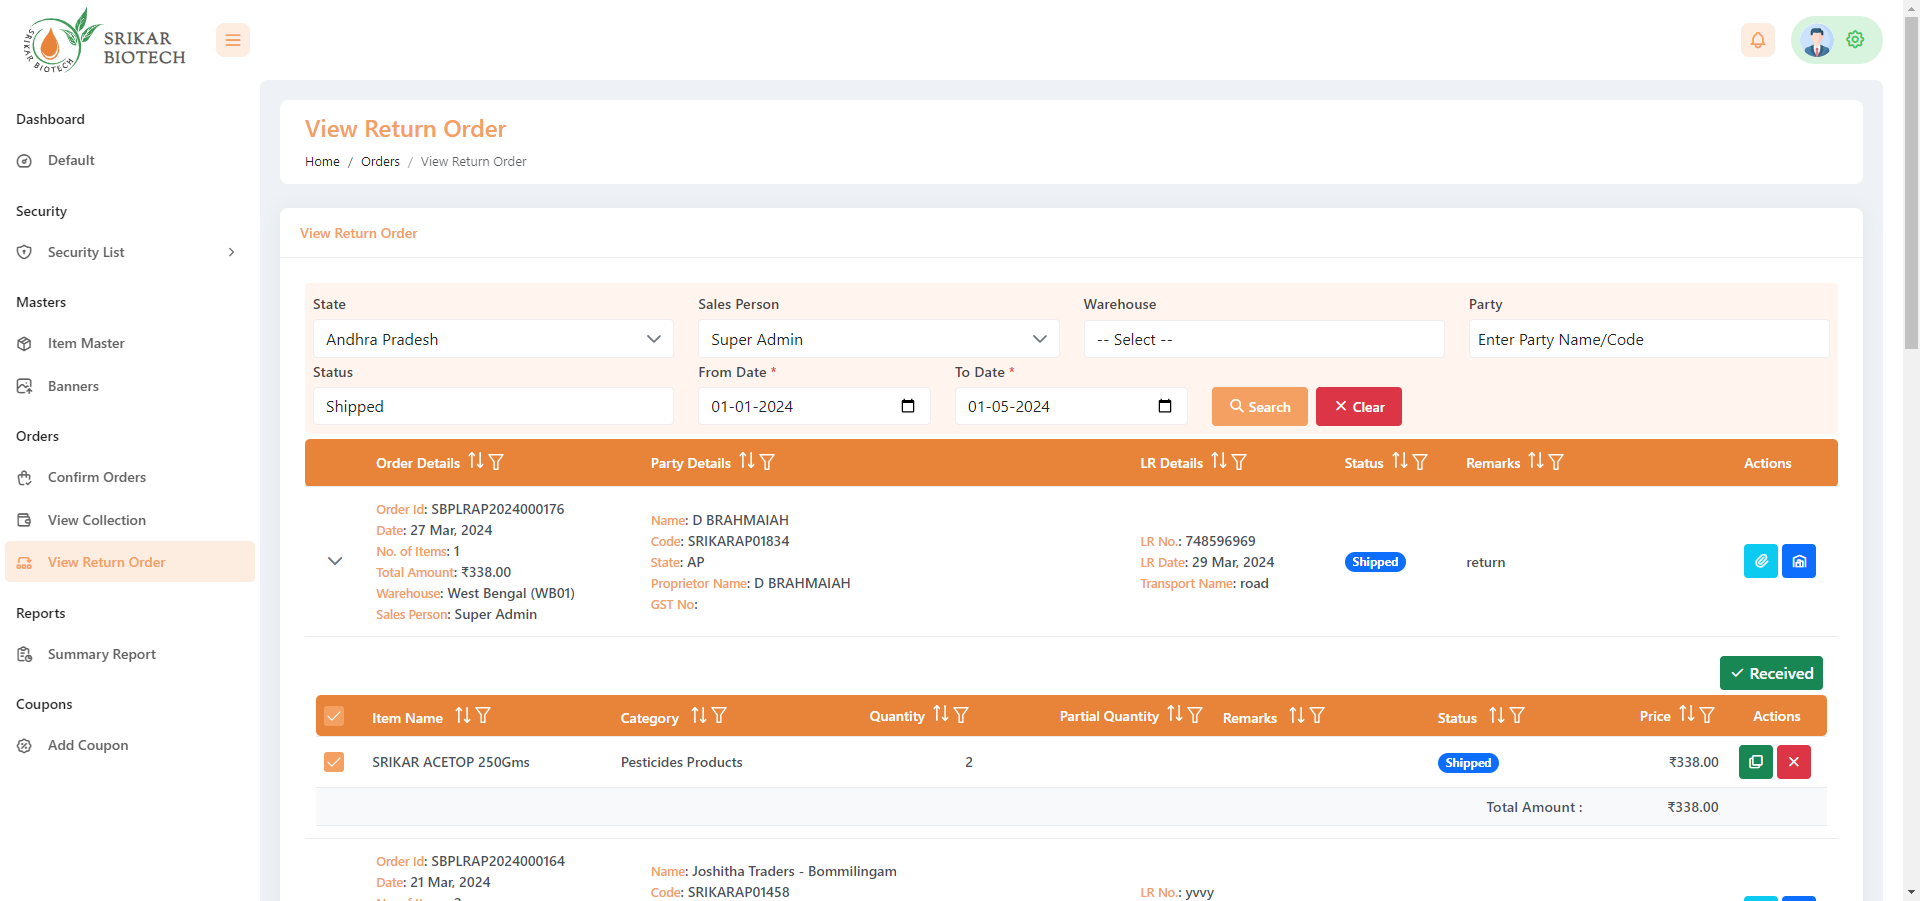 SRIKAR BIOTECH
SRIKAR
BIOTECH
Dashboard
Default
Security
Security List
Masters
Item Master
Banners
Orders
Confirm Orders
View Collection
View Return Order
Reports
Summary Report
Coupons
Add Coupon
View Return Order
Home / Orders / View Return Order
View Return Order
State Sales Person Warehouse Party
Andhra Pradesh Super Admin -- Select -- Enter Party Name/Code
Status From Date * To Date *
Shipped 01-01-2024 01-05-2024 Search Clear
Order Details Party Details LR Details Status Remarks Actions
Order Id: SBPLRAP2024000176
Date: 27 Mar, 2024
No. of Items: 1
Total Amount: ₹338.00
Warehouse: West Bengal (WB01)
Sales Person: Super Admin
Name: D BRAHMAIAH
Code: SRIKARAP01834
State: AP
Proprietor Name: D BRAHMAIAH
GST No:
LR No.: 748596969
LR Date: 29 Mar, 2024
Transport Name: road
Shipped
return
Received
Item Name Category Quantity Partial Quantity Remarks Status Price Actions
SRIKAR ACETOP 250Gms Pesticides Products 2 Shipped ₹338.00
Total Amount : ₹338.00
Order Id: SBPLRAP2024000164
Date: 21 Mar, 2024
Name: Joshitha Traders - Bommilingam
Code: SRIKARAP01458
LR No.: yvvy